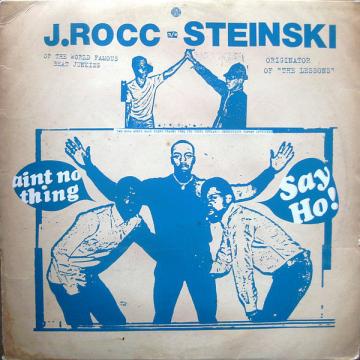 J.ROCC v/s STEINSKI
OF THE WORLD FAMOUS
BEAT JUNKIES
ORIGINATOR
OF "THE LESSONS"
aint no
thing
Say
Ho!